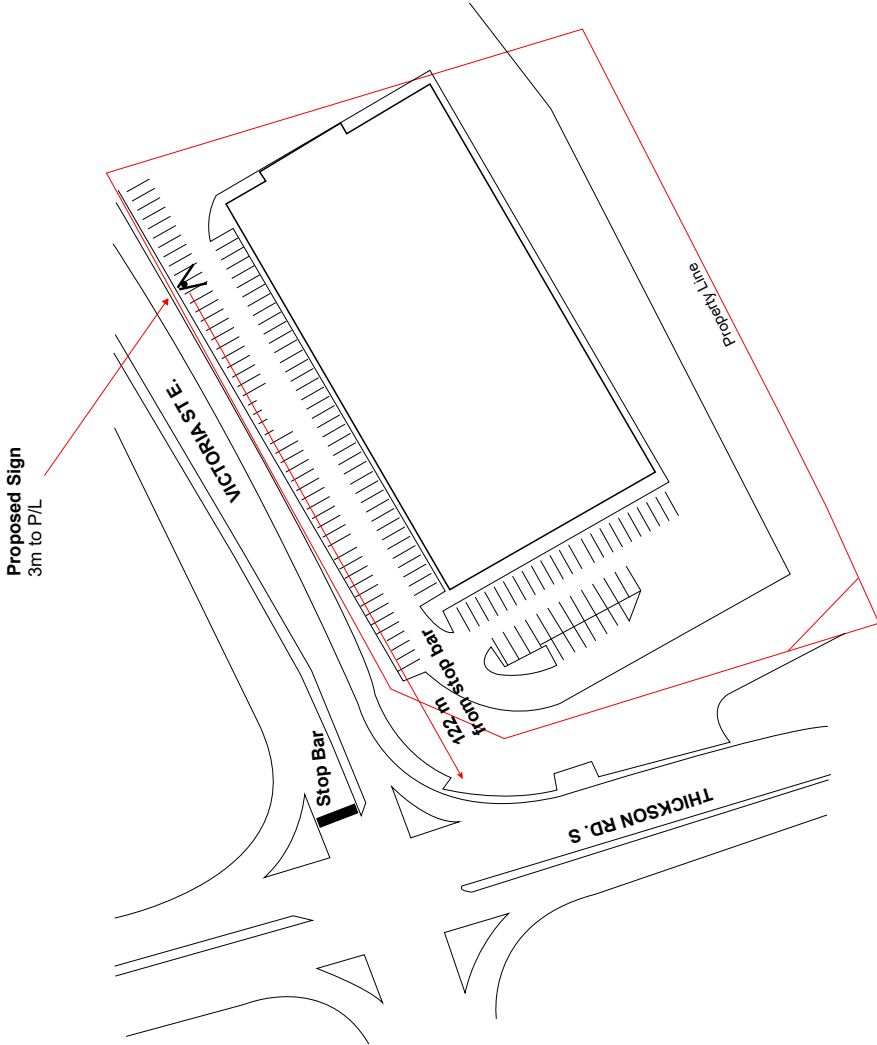 Proposed Sign
3m to P/L
VICTORIA ST E.
Property Line
122 m
from stop bar
Stop Bar
THICKSON RD. S